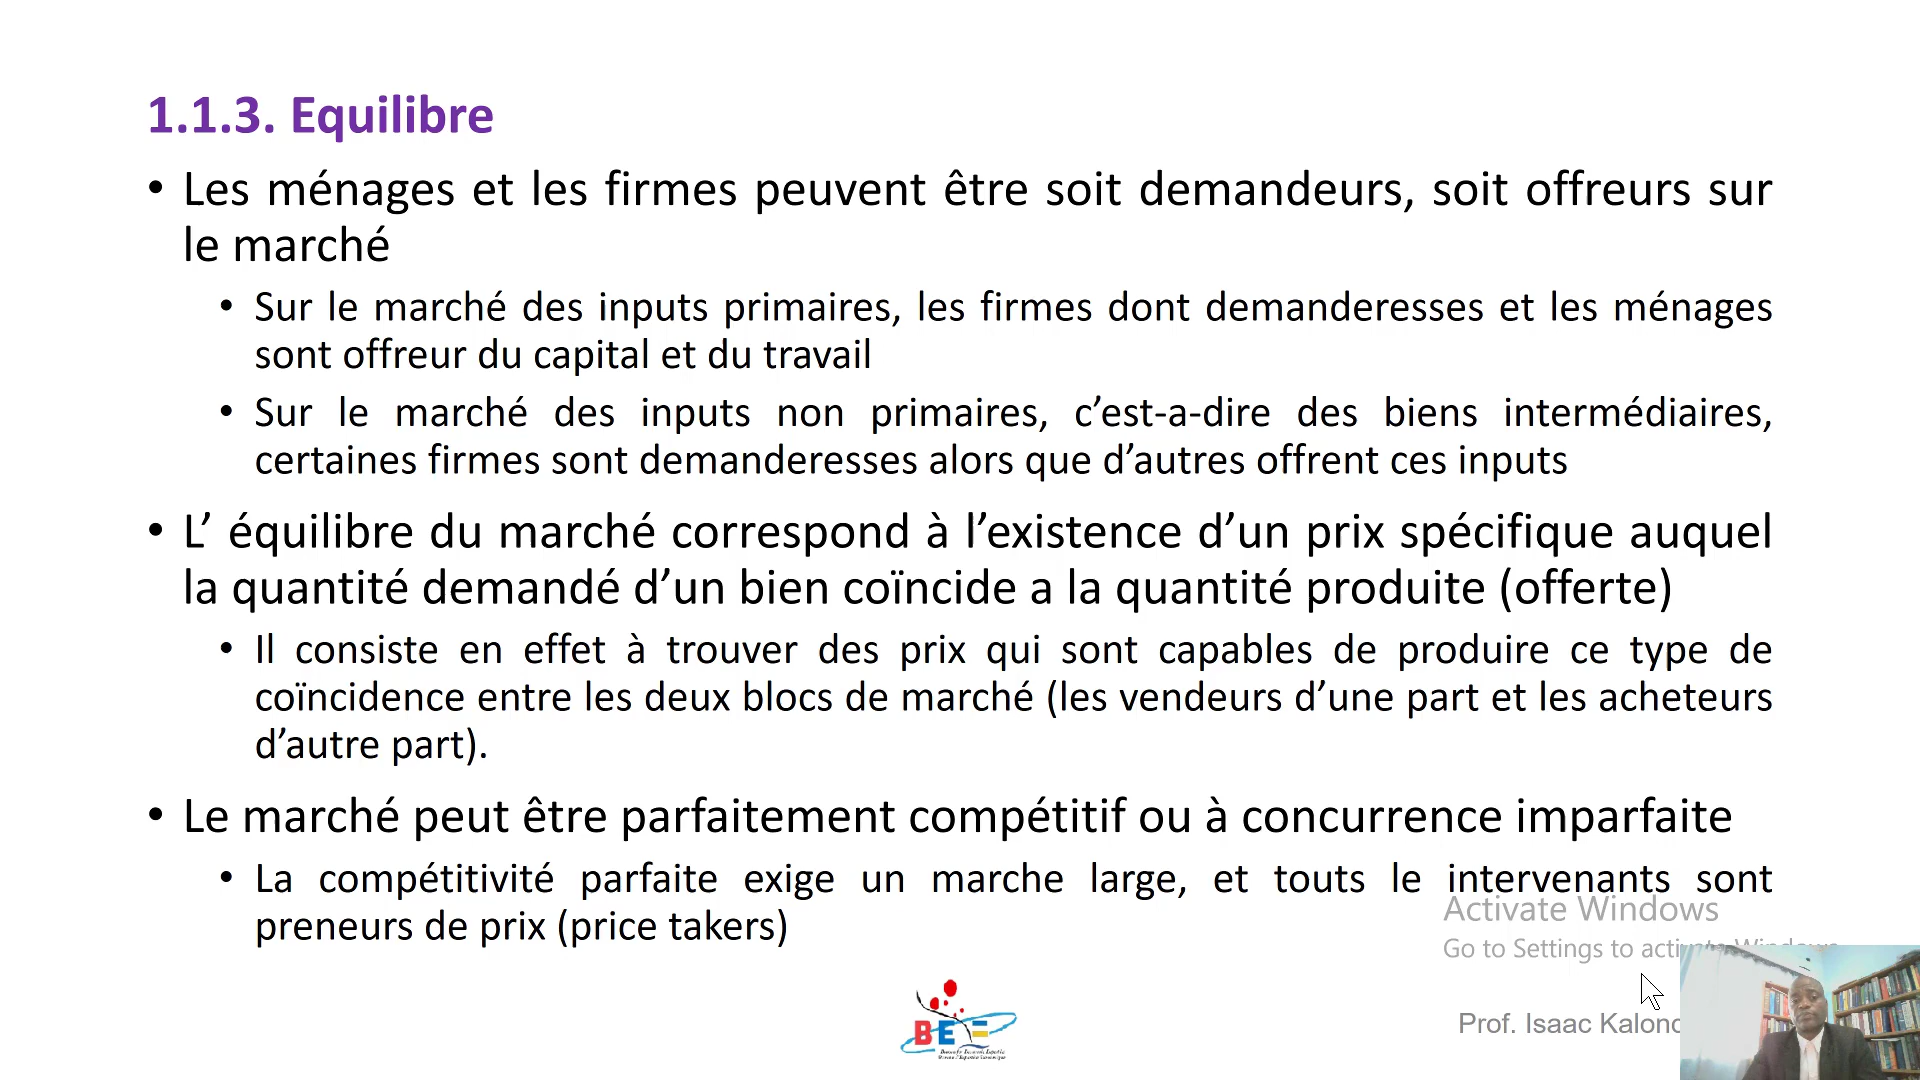 1.1.3. Equilibre
• Les ménages et les firmes peuvent être soit demandeurs, soit offreurs sur
le marché
• Sur le marché des inputs primaires, les firmes dont demanderesses et les ménages
sont offreur du capital et du travail
• Sur le marché des inputs non primaires, c’est-a-dire des biens intermédiaires,
certaines firmes sont demanderesses alors que d’autres offrent ces inputs
• L’ équilibre du marché correspond à l’existence d’un prix spécifique auquel
la quantité demandé d’un bien coïncide a la quantité produite (offerte)
• Il consiste en effet à trouver des prix qui sont capables de produire ce type de
coïncidence entre les deux blocs de marché (les vendeurs d’une part et les acheteurs
d’autre part).
• Le marché peut être parfaitement compétitif ou à concurrence imparfaite
• La compétitivité parfaite exige un marche large, et touts le intervenants sont
preneurs de prix (price takers)
Activate Windows
Go to Settings to activate Windows.
Prof. Isaac Kalonc
BE